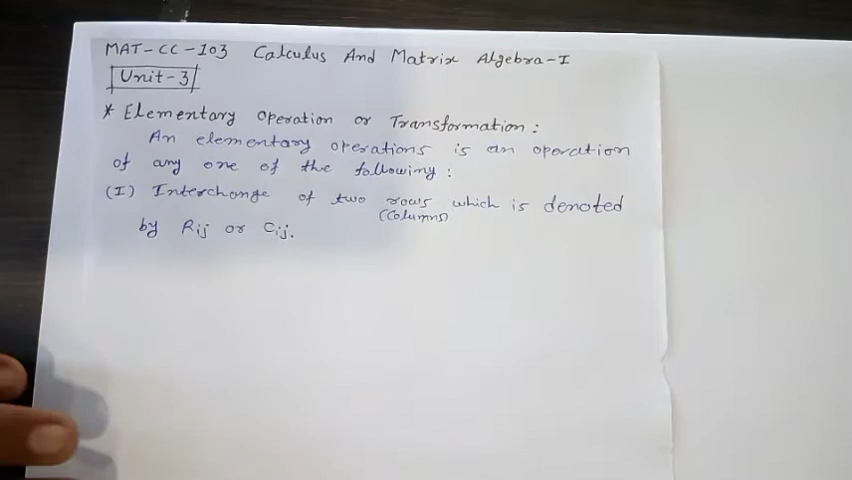 MAT-CC-103 Calculus And Matrix Algebra-I
Unit-3
* Elementary Operation or Transformation:
An elementary operations is an operation
of any one of the following:
(I) Interchange of two rows which is denoted
(Columns)
by Rij or Cij.